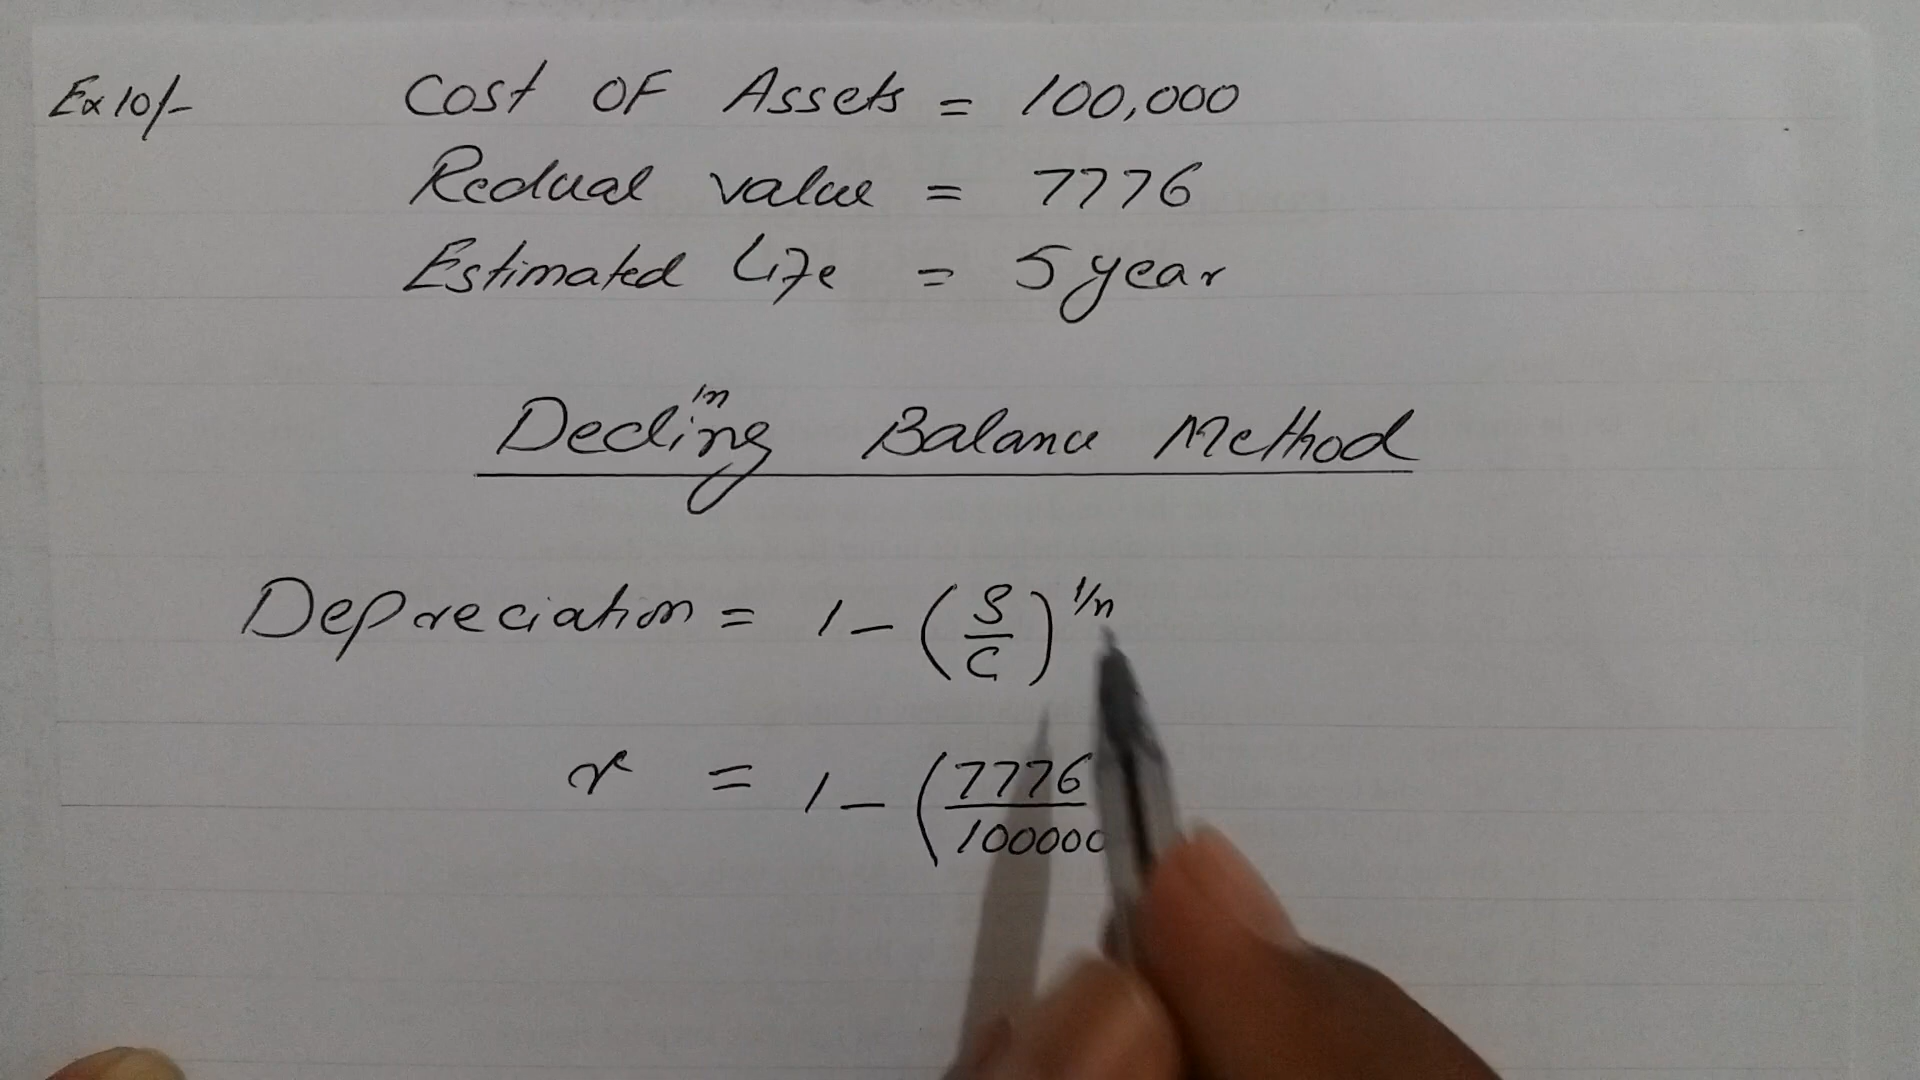 Ex 10/-
Cost OF Assets = 100,000
Redual value = 7776
Estimated Life = 5 year
Declining Balance Method
Depreciation = 1 - (S/C)^1/n
r = 1 - (7776/100000